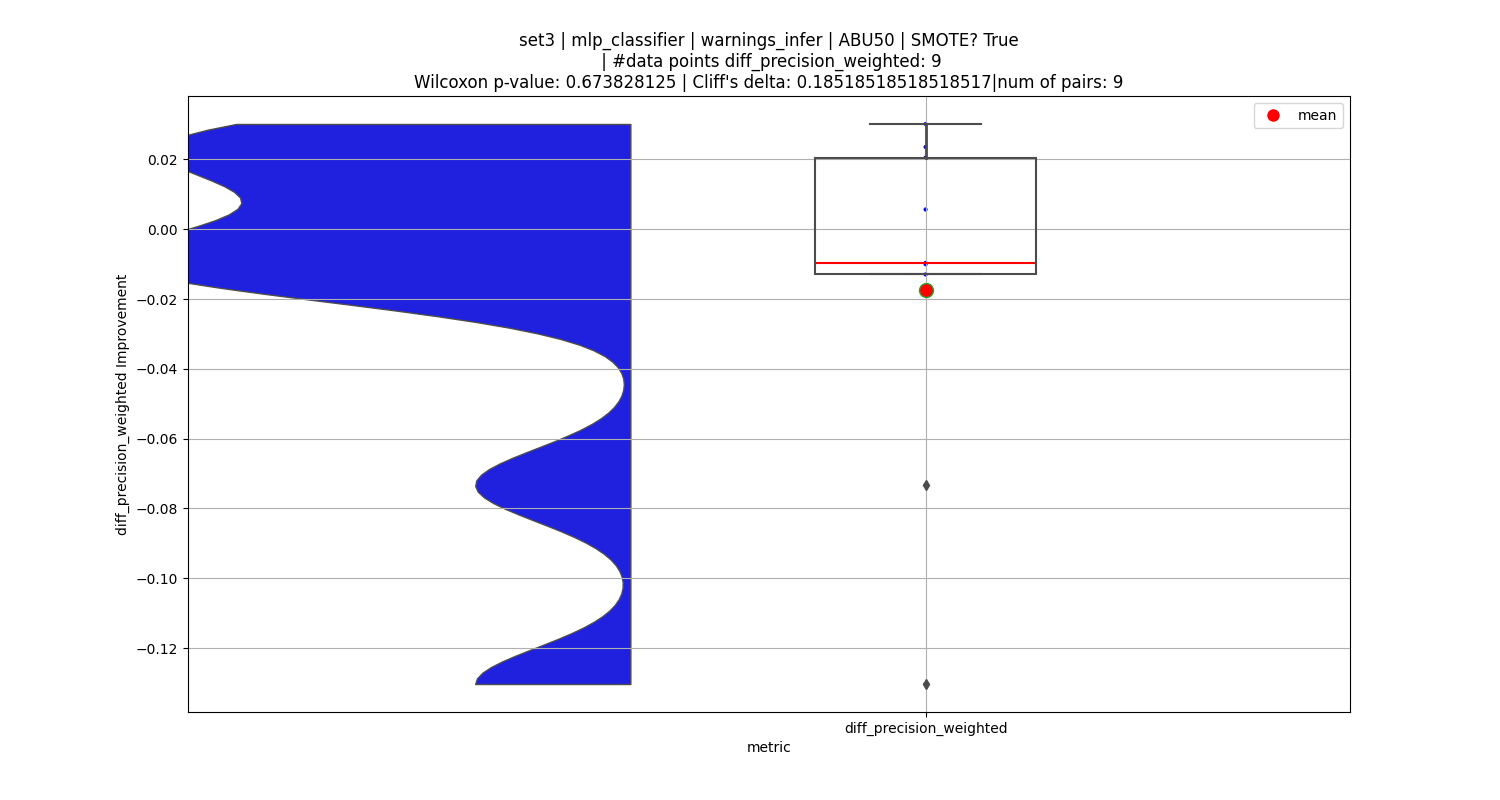 set3 | mlp_classifier | warnings_infer | ABU50 | SMOTE? True
| #data points diff_precision_weighted: 9
Wilcoxon p-value: 0.673828125 | Cliff's delta: 0.18518518518518517|num of pairs: 9
mean
0.02
0.00
−0.02
−0.04
−0.06
−0.08
−0.10
−0.12
diff_precision_weighted Improvement
diff_precision_weighted
metric